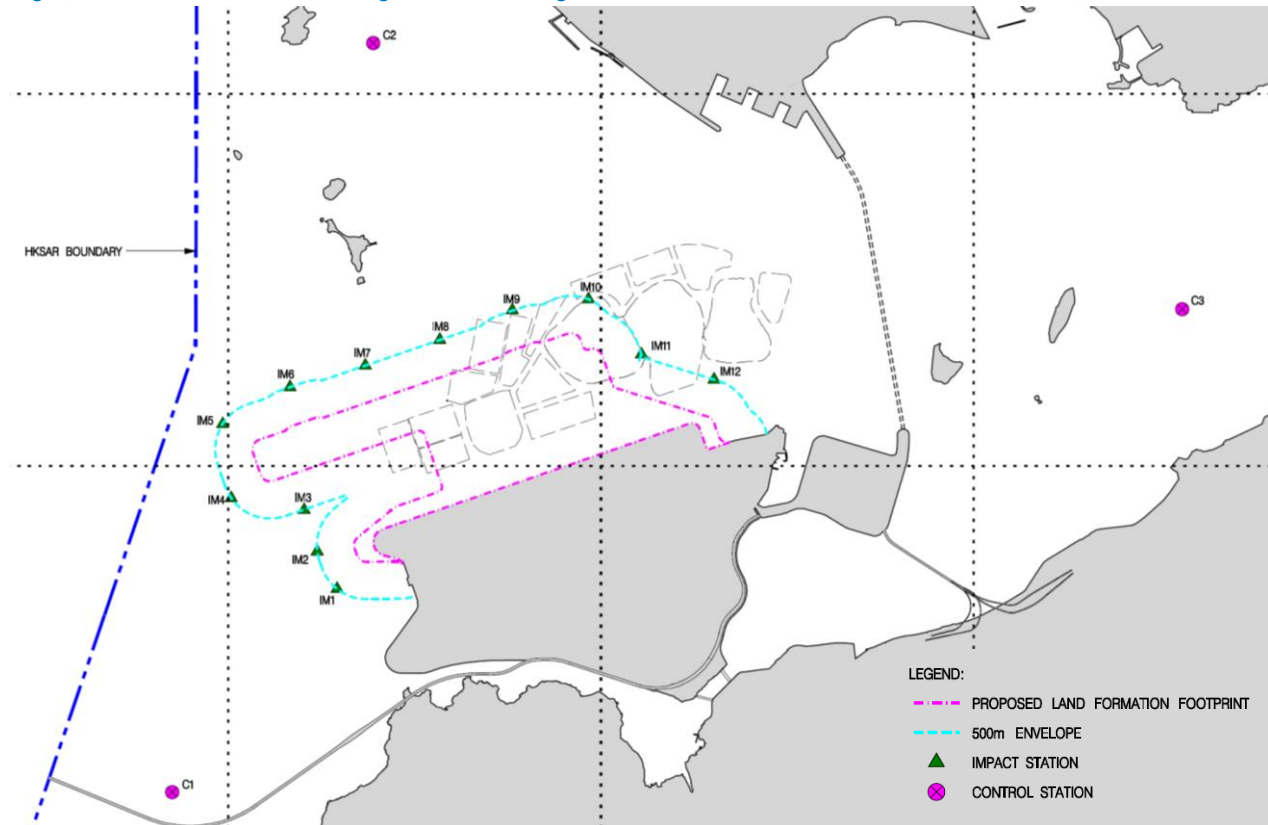 C2
HKSAR BOUNDARY
C3
IM10
IM9
IM8
IM11
IM7
IM12
IM6
IM5
IM4
IM3
IM2
IM1
LEGEND:
PROPOSED LAND FORMATION FOOTPRINT
500m ENVELOPE
IMPACT STATION
C1
CONTROL STATION